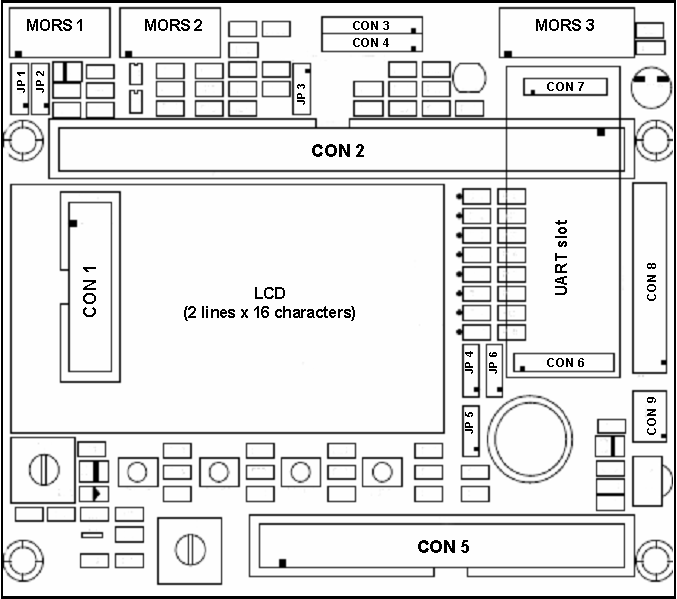 MORS 1
MORS 2
CON 3
CON 4
MORS 3
JP 1
JP 2
JP 3
CON 7
CON 2
CON 1
LCD
(2 lines x 16 characters)
UART slot
CON 8
JP 4
JP 6
CON 6
JP 5
CON 9
CON 5